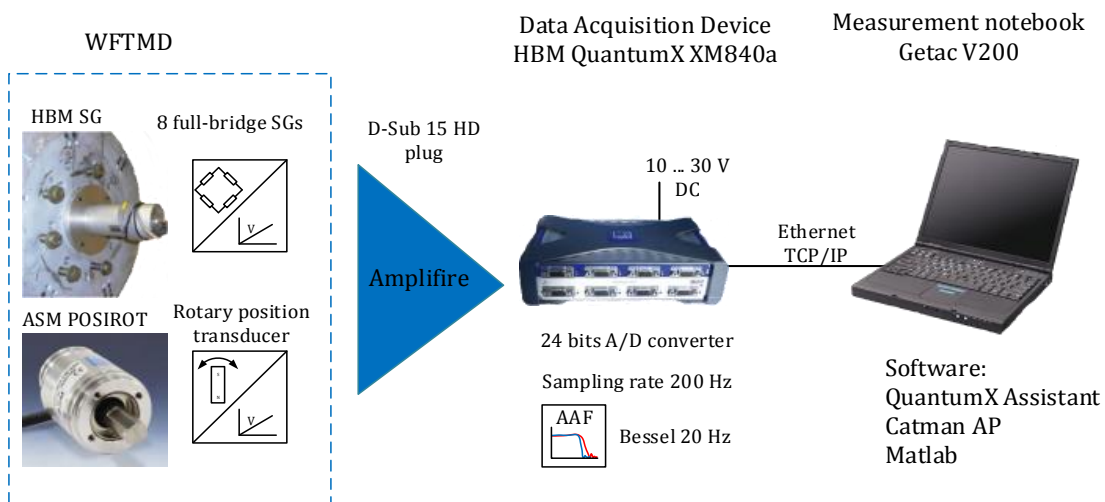 WFTMD
HBM SG
8 full-bridge SGs
V
ASM POSIROT
Rotary position
transducer
V
D-Sub 15 HD
plug
Amplifire
Data Acquisition Device
HBM QuantumX XM840a
10 ... 30 V
DC
24 bits A/D converter
Sampling rate 200 Hz
AAF
Bessel 20 Hz
Ethernet
TCP/IP
Measurement notebook
Getac V200
Software:
QuantumX Assistant
Catman AP
Matlab